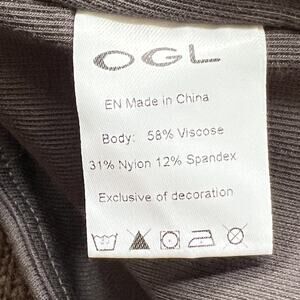 OGL
EN Made in China
Body: 58% Viscose
31% Nylon 12% Spandex
Exclusive of decoration